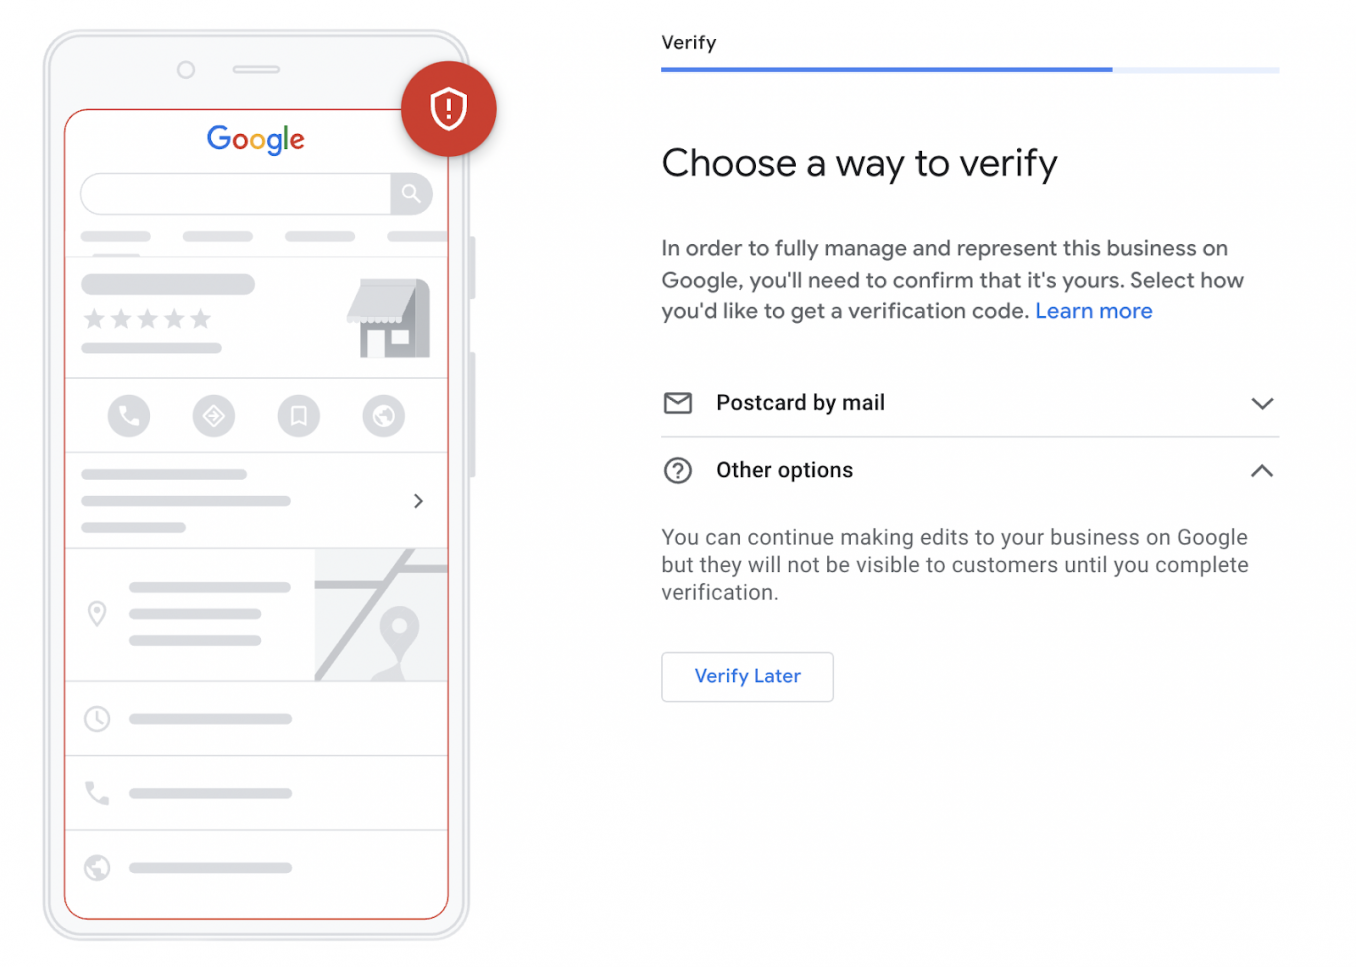 Google
Verify
Choose a way to verify
In order to fully manage and represent this business on
Google, you'll need to confirm that it's yours. Select how
you'd like to get a verification code. Learn more
Postcard by mail
Other options
You can continue making edits to your business on Google
but they will not be visible to customers until you complete
verification.
Verify Later